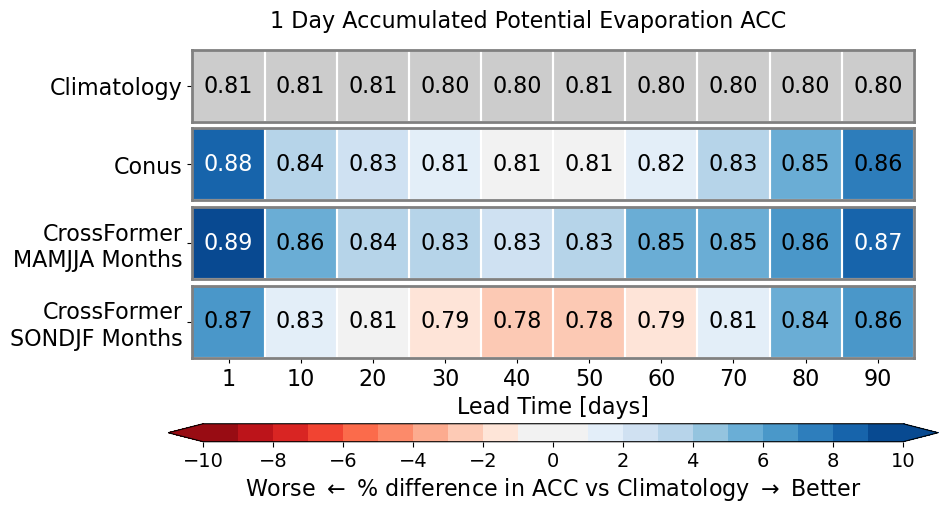 1 Day Accumulated Potential Evaporation ACC
Climatology 0.81 0.81 0.81 0.80 0.80 0.81 0.80 0.80 0.80 0.80
Conus 0.88 0.84 0.83 0.81 0.81 0.81 0.82 0.83 0.85 0.86
CrossFormer
MAMJJA Months 0.89 0.86 0.84 0.83 0.83 0.83 0.85 0.85 0.86 0.87
CrossFormer
SONDJF Months 0.87 0.83 0.81 0.79 0.78 0.78 0.79 0.81 0.84 0.86
1 10 20 30 40 50 60 70 80 90
Lead Time [days]
−10 −8 −6 −4 −2 0 2 4 6 8 10
Worse ← % difference in ACC vs Climatology → Better